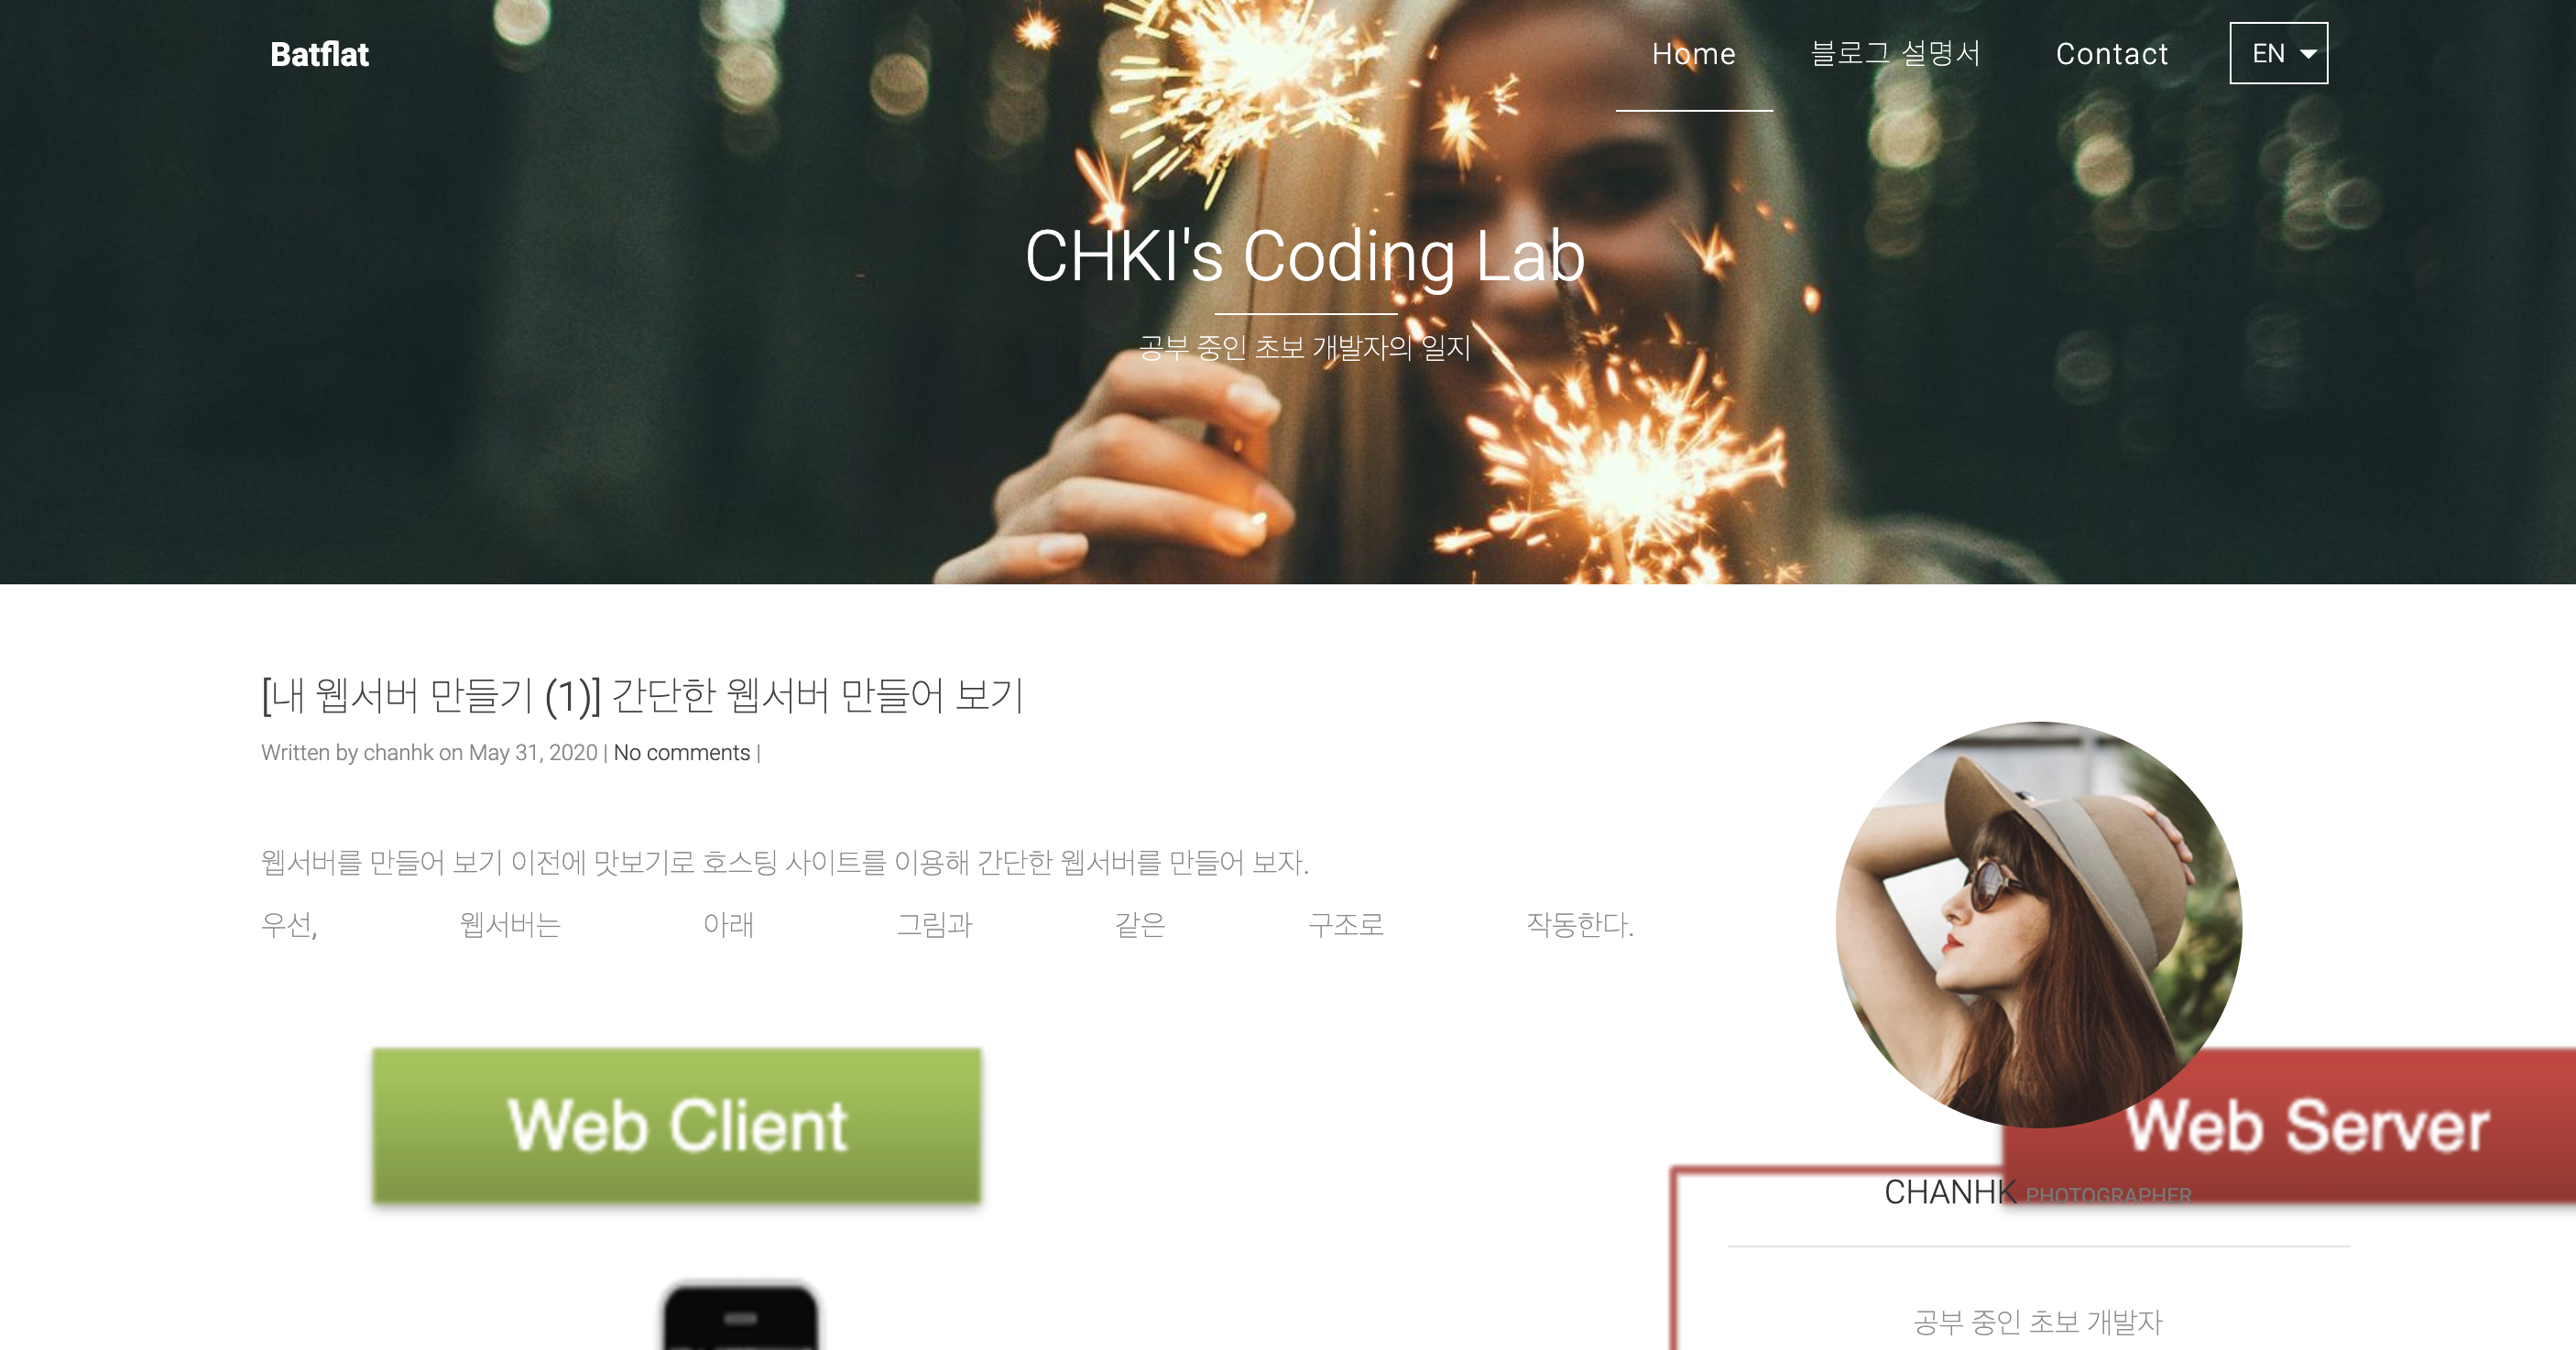 Batflat
Home 블로그 설명서 Contact EN
CHKI's Coding Lab
공부 중인 초보 개발자의 일지
[내 웹서버 만들기 (1)] 간단한 웹서버 만들어 보기
Written by chanhk on May 31, 2020 | No comments |
웹서버를 만들어 보기 이전에 맛보기로 호스팅 사이트를 이용해 간단한 웹서버를 만들어 보자.
우선, 웹서버는 아래 그림과 같은 구조로 작동한다.
Web Client
Web Server
CHANHK PHOTOGRAPHER
공부 중인 초보 개발자